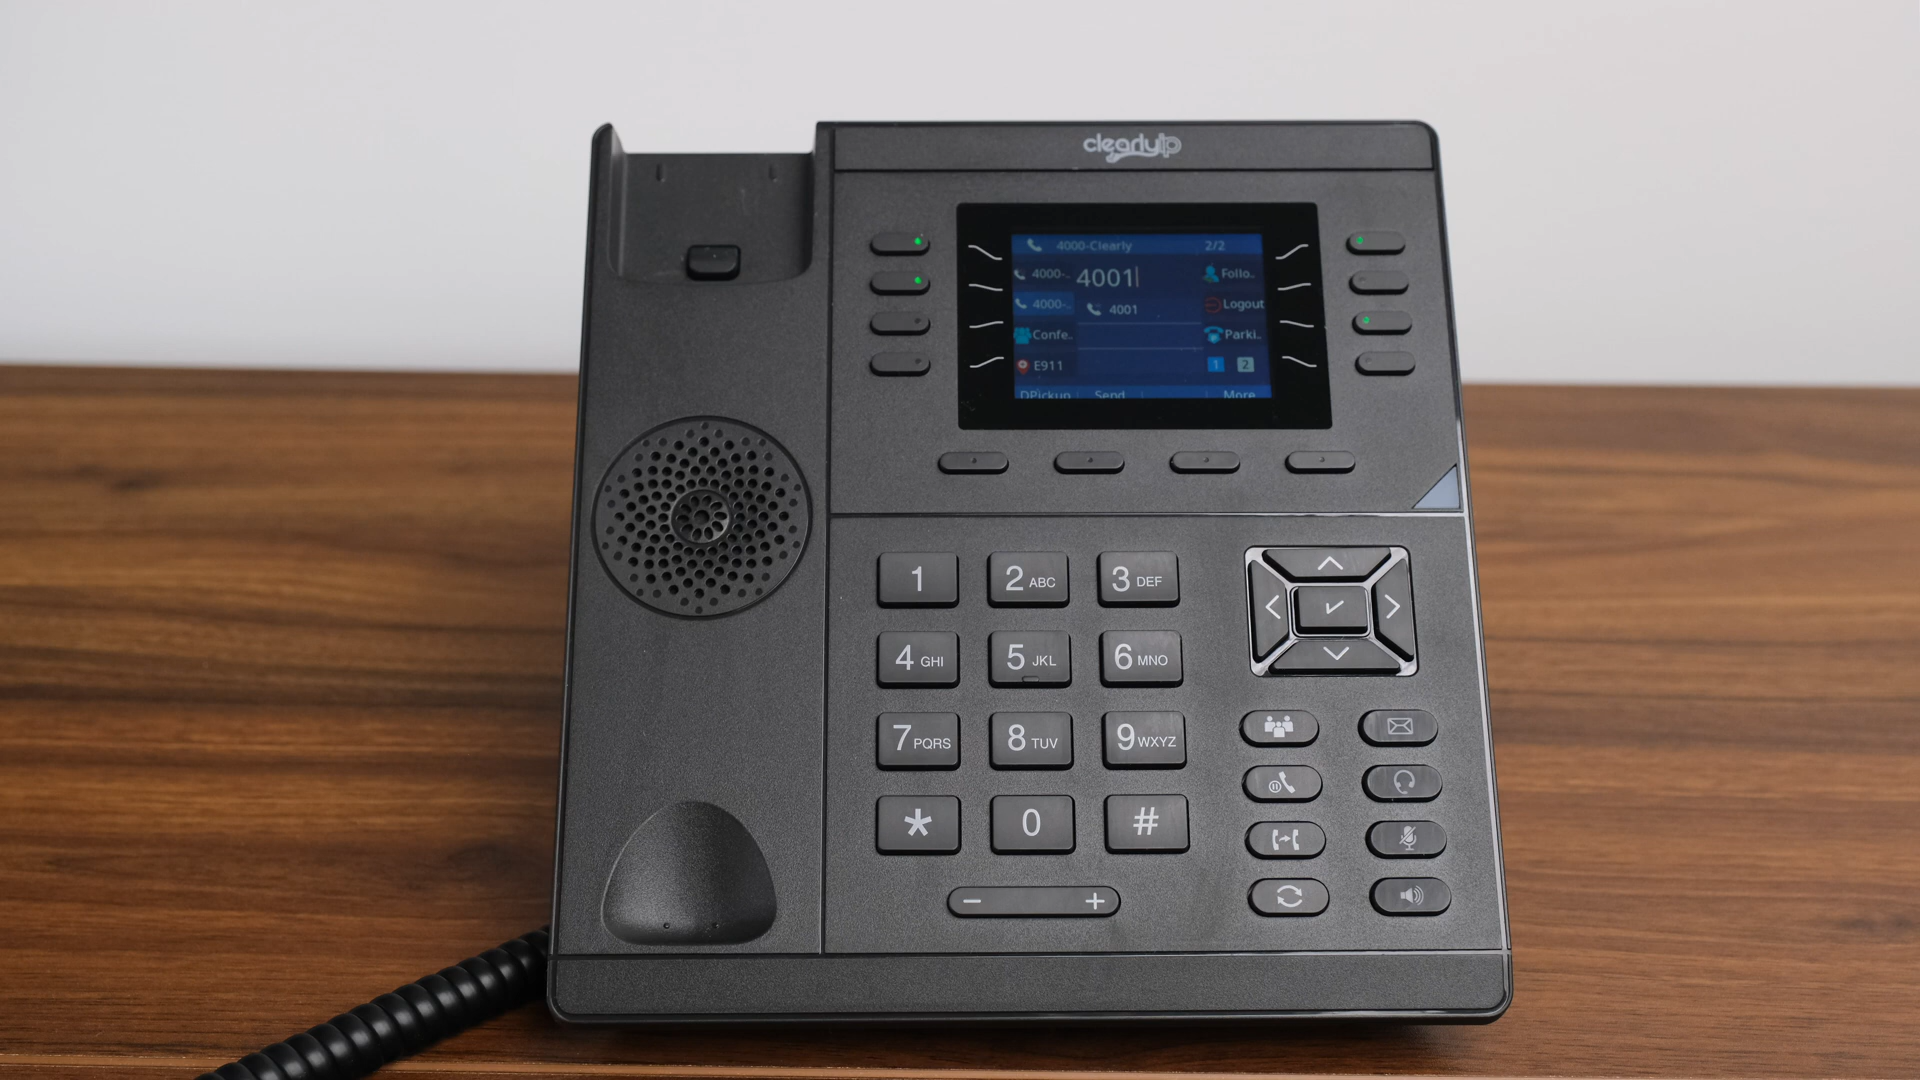 clearlyip
4000-Clearly 2/2
4000-.. 4001 Follo..
4000-.. 4001 Logout
Confe.. Parki..
E911 1 2
DPickup Send More
1 2 ABC 3 DEF
4 GHI 5 JKL 6 MNO
7 PQRS 8 TUV 9 WXYZ
* 0 #
− +